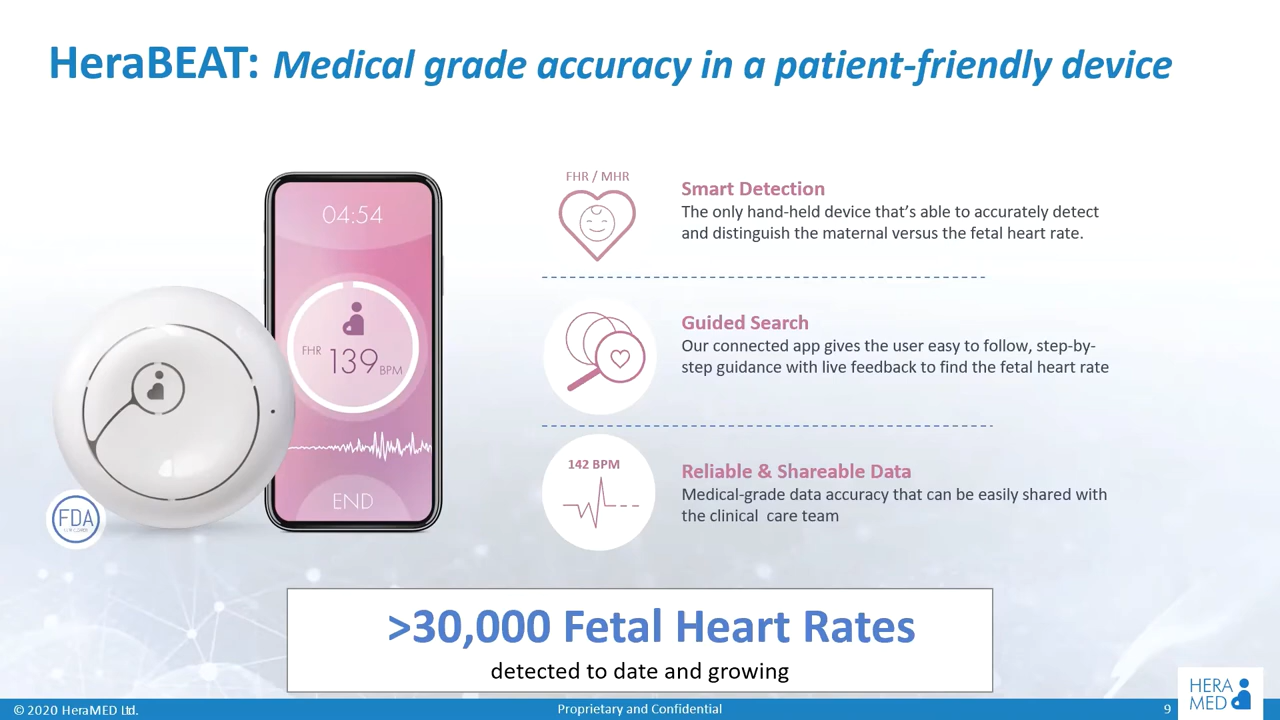 HeraBEAT: Medical grade accuracy in a patient-friendly device
04:54
FHR 139 BPM
END
FDA
FHR / MHR
Smart Detection
The only hand-held device that's able to accurately detect
and distinguish the maternal versus the fetal heart rate.
Guided Search
Our connected app gives the user easy to follow, step-by-
step guidance with live feedback to find the fetal heart rate
142 BPM
Reliable & Shareable Data
Medical-grade data accuracy that can be easily shared with
the clinical  care team
>30,000 Fetal Heart Rates
detected to date and growing
© 2020 HeraMED Ltd.
Proprietary and Confidential
9
HERA
MED